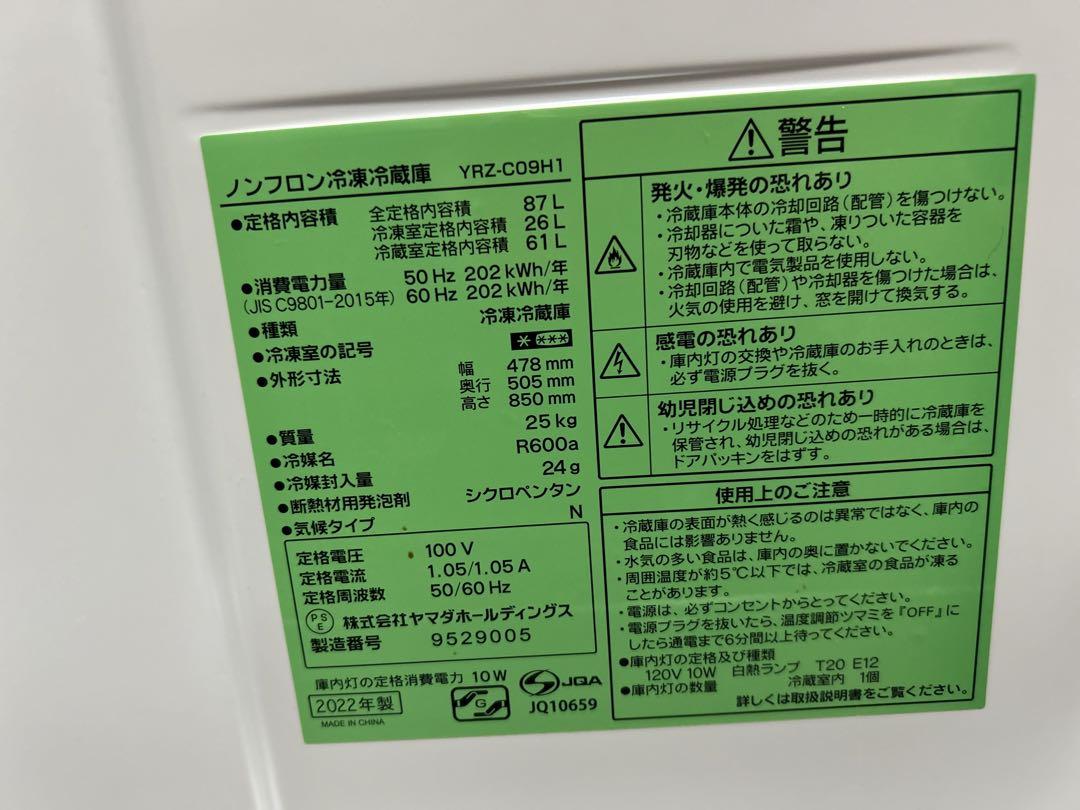 ノンフロン冷凍冷蔵庫 YRZ-C09H1
●定格内容積 全定格内容積 87 L
冷凍室定格内容積 26 L
冷蔵室定格内容積 61 L
●消費電力量 50 Hz 202 kWh/年
(JIS C9801-2015年) 60 Hz 202 kWh/年
●種類 冷凍冷蔵庫
●冷凍室の記号
●外形寸法 幅 478 mm
奥行 505 mm
高さ 850 mm
●質量 25 kg
●冷媒名 R600a
●冷媒封入量 24 g
●断熱材用発泡剤 シクロペンタン
●気候タイプ N
定格電圧 100 V
定格電流 1.05/1.05 A
定格周波数 50/60 Hz
PSE 株式会社ヤマダホールディングス
製造番号 9529005
庫内灯の定格消費電力 10W
2022年製
MADE IN CHINA
G
JQA
JQ10659
警告
発火・爆発の恐れあり
・冷蔵庫本体の冷却回路（配管）を傷つけない。
・冷却器についた霜や、凍りついた容器を
刃物などを使って取らない。
・冷蔵庫内で電気製品を使用しない。
・冷却回路（配管）や冷却器を傷つけた場合は、
火気の使用を避け、窓を開けて換気する。
感電の恐れあり
・庫内灯の交換や冷蔵庫のお手入れのときは、
必ず電源プラグを抜く。
幼児閉じ込めの恐れあり
・リサイクル処理などのため一時的に冷蔵庫を
保管され、幼児閉じ込めの恐れがある場合は、
ドアパッキンをはずす。
使用上のご注意
・冷蔵庫の表面が熱く感じるのは異常ではなく、庫内の
食品には影響ありません。
・水気の多い食品は、庫内の奥に置かないでください。
・周囲温度が約5℃以下では、冷蔵室の食品が凍る
ことがあります。
・電源は、必ずコンセントからとってください。
・電源プラグを抜いたら、温度調節ツマミを『OFF』に
したら通電まで6分間以上待ってください。
●庫内灯の定格及び種類
120V 10W 白熱ランプ T20 E12
●庫内灯の数量 冷蔵室内 1個
詳しくは取扱説明書をご覧ください。